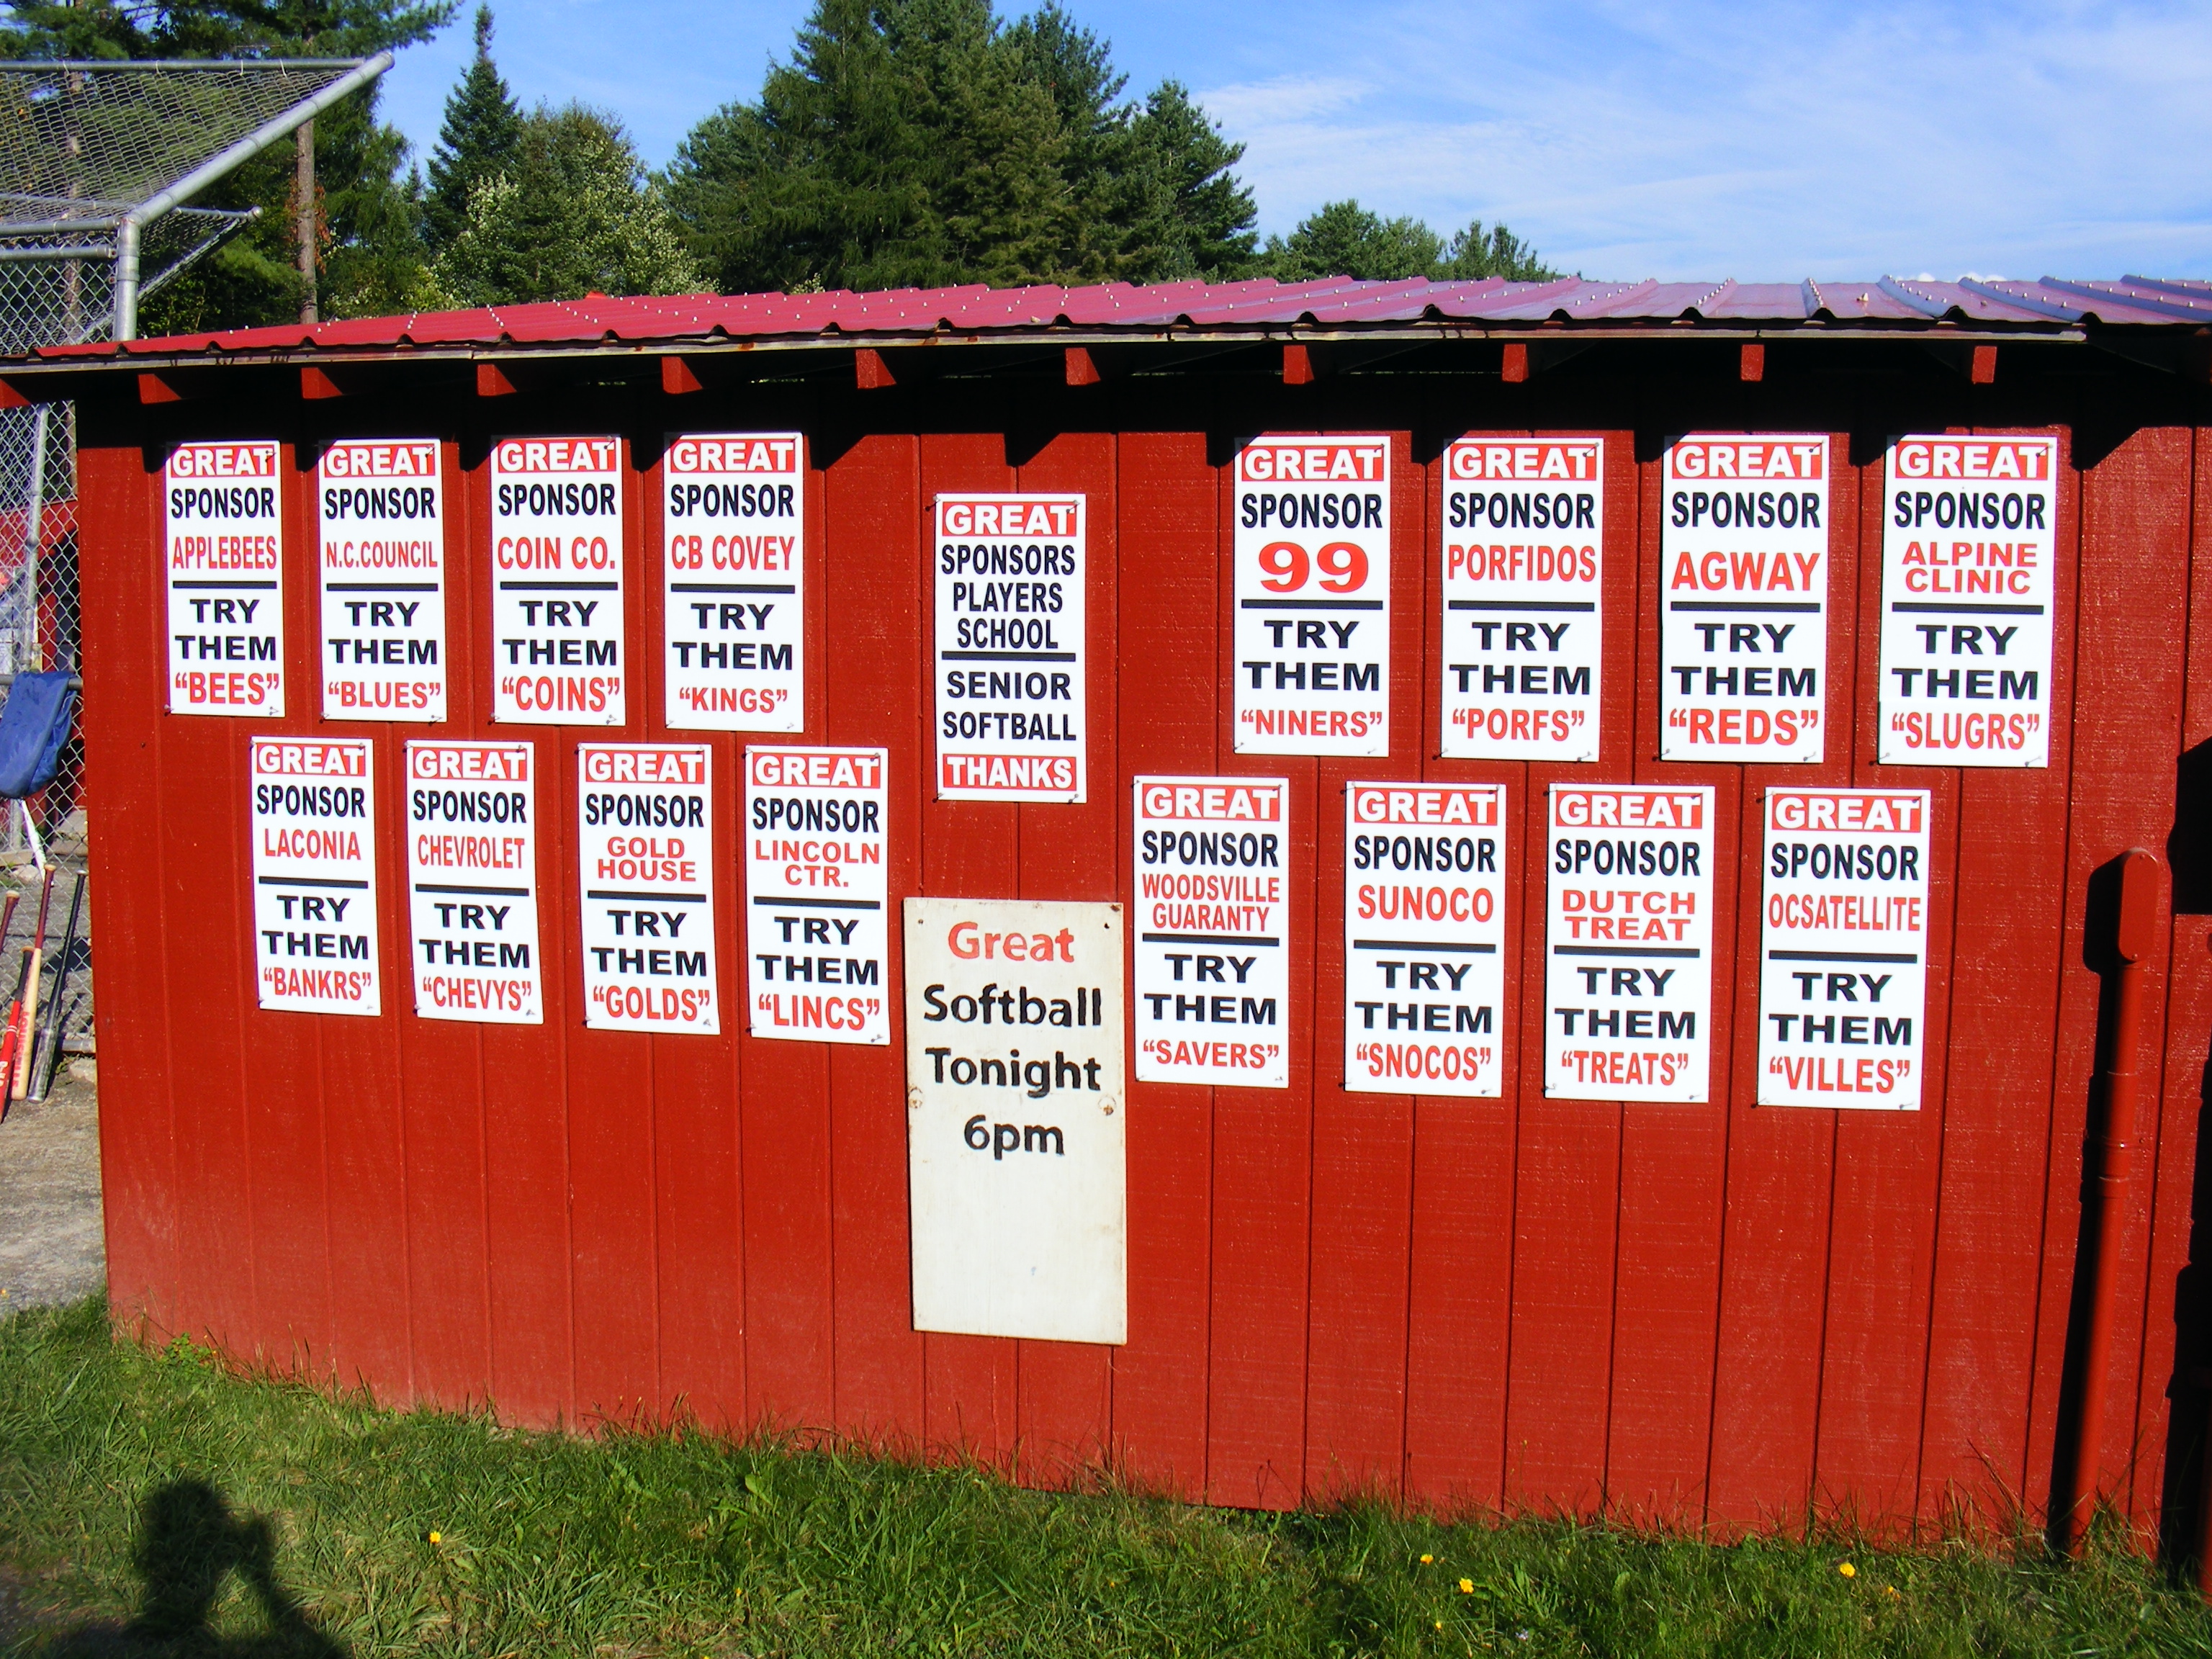 GREAT
SPONSOR
APPLEBEES
TRY
THEM
“BEES”
GREAT
SPONSOR
N.C.COUNCIL
TRY
THEM
“BLUES”
GREAT
SPONSOR
COIN CO.
TRY
THEM
“COINS”
GREAT
SPONSOR
CB COVEY
TRY
THEM
“KINGS”
GREAT
SPONSORS
PLAYERS
SCHOOL
SENIOR
SOFTBALL
THANKS
GREAT
SPONSOR
99
TRY
THEM
“NINERS”
GREAT
SPONSOR
PORFIDOS
TRY
THEM
“PORFS”
GREAT
SPONSOR
AGWAY
TRY
THEM
“REDS”
GREAT
SPONSOR
ALPINE
CLINIC
TRY
THEM
“SLUGRS”
GREAT
SPONSOR
LACONIA
TRY
THEM
“BANKRS”
GREAT
SPONSOR
CHEVROLET
TRY
THEM
“CHEVYS”
GREAT
SPONSOR
GOLD
HOUSE
TRY
THEM
“GOLDS”
GREAT
SPONSOR
LINCOLN
CTR.
TRY
THEM
“LINCS”
Great
Softball
Tonight
6pm
GREAT
SPONSOR
WOODSVILLE
GUARANTY
TRY
THEM
“SAVERS”
GREAT
SPONSOR
SUNOCO
TRY
THEM
“SNOCOS”
GREAT
SPONSOR
DUTCH
TREAT
TRY
THEM
“TREATS”
GREAT
SPONSOR
OCSATELLITE
TRY
THEM
“VILLES”